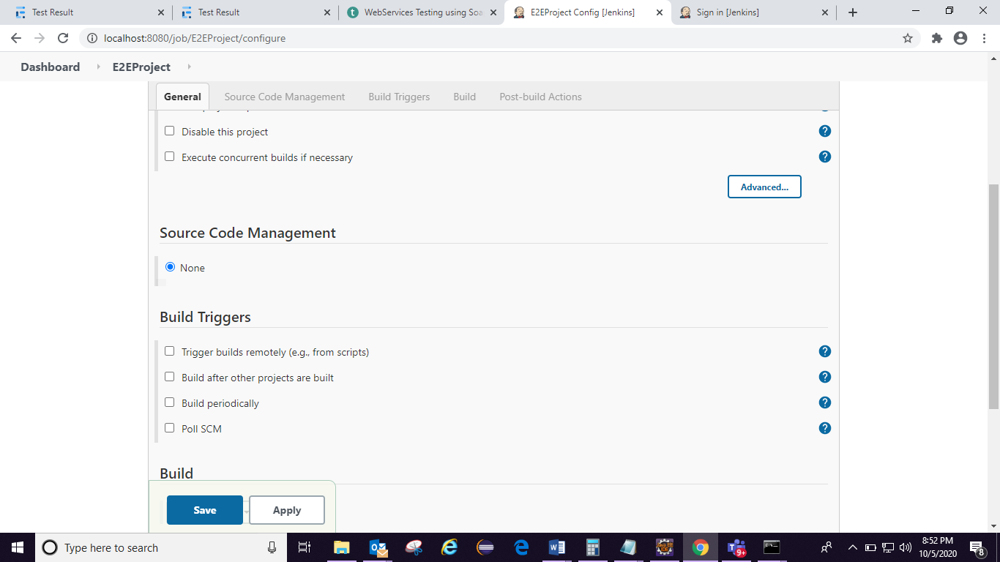 Test Result
Test Result
WebServices Testing using Soa
E2EProject Config [Jenkins]
Sign in [Jenkins]
localhost:8080/job/E2EProject/configure
Dashboard
E2EProject
General
Source Code Management
Build Triggers
Build
Post-build Actions
Disable this project
?
Execute concurrent builds if necessary
?
Advanced...
Source Code Management
None
Build Triggers
Trigger builds remotely (e.g., from scripts)
?
Build after other projects are built
?
Build periodically
?
Poll SCM
?
Build
Save
Apply
Type here to search
9+
8:52 PM
10/5/2020
8